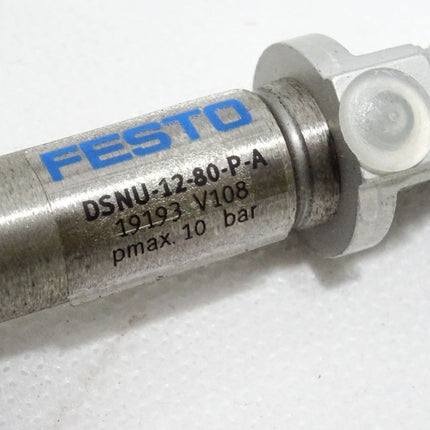 FESTO
DSNU-12-80-P-A
19193 V108
pmax. 10 bar